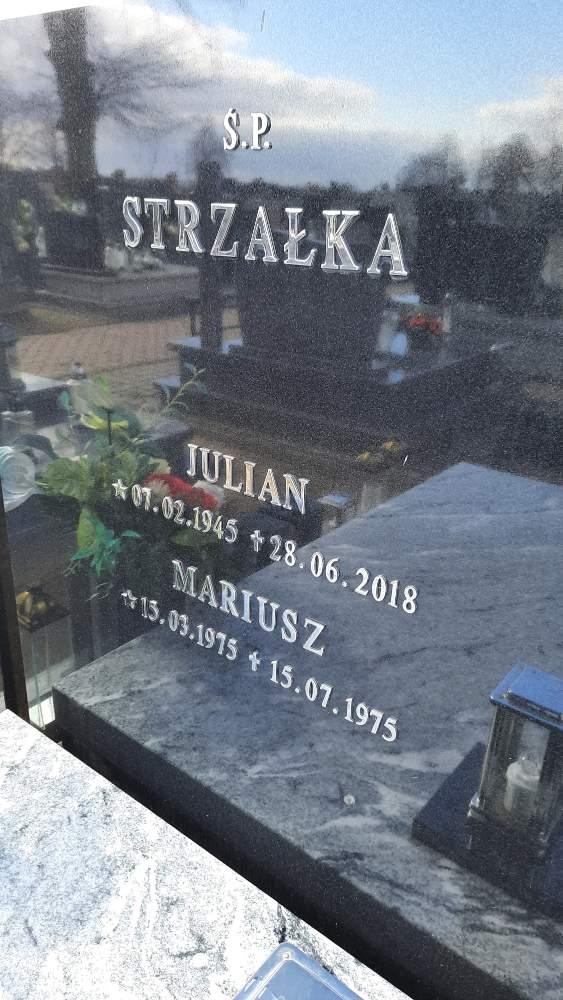 Ś.P.
STRZAŁKA
JULIAN
☆ 07.02.1945 ✝ 28.06.2018
MARIUSZ
☆ 15.03.1975 ✝ 15.07.1975